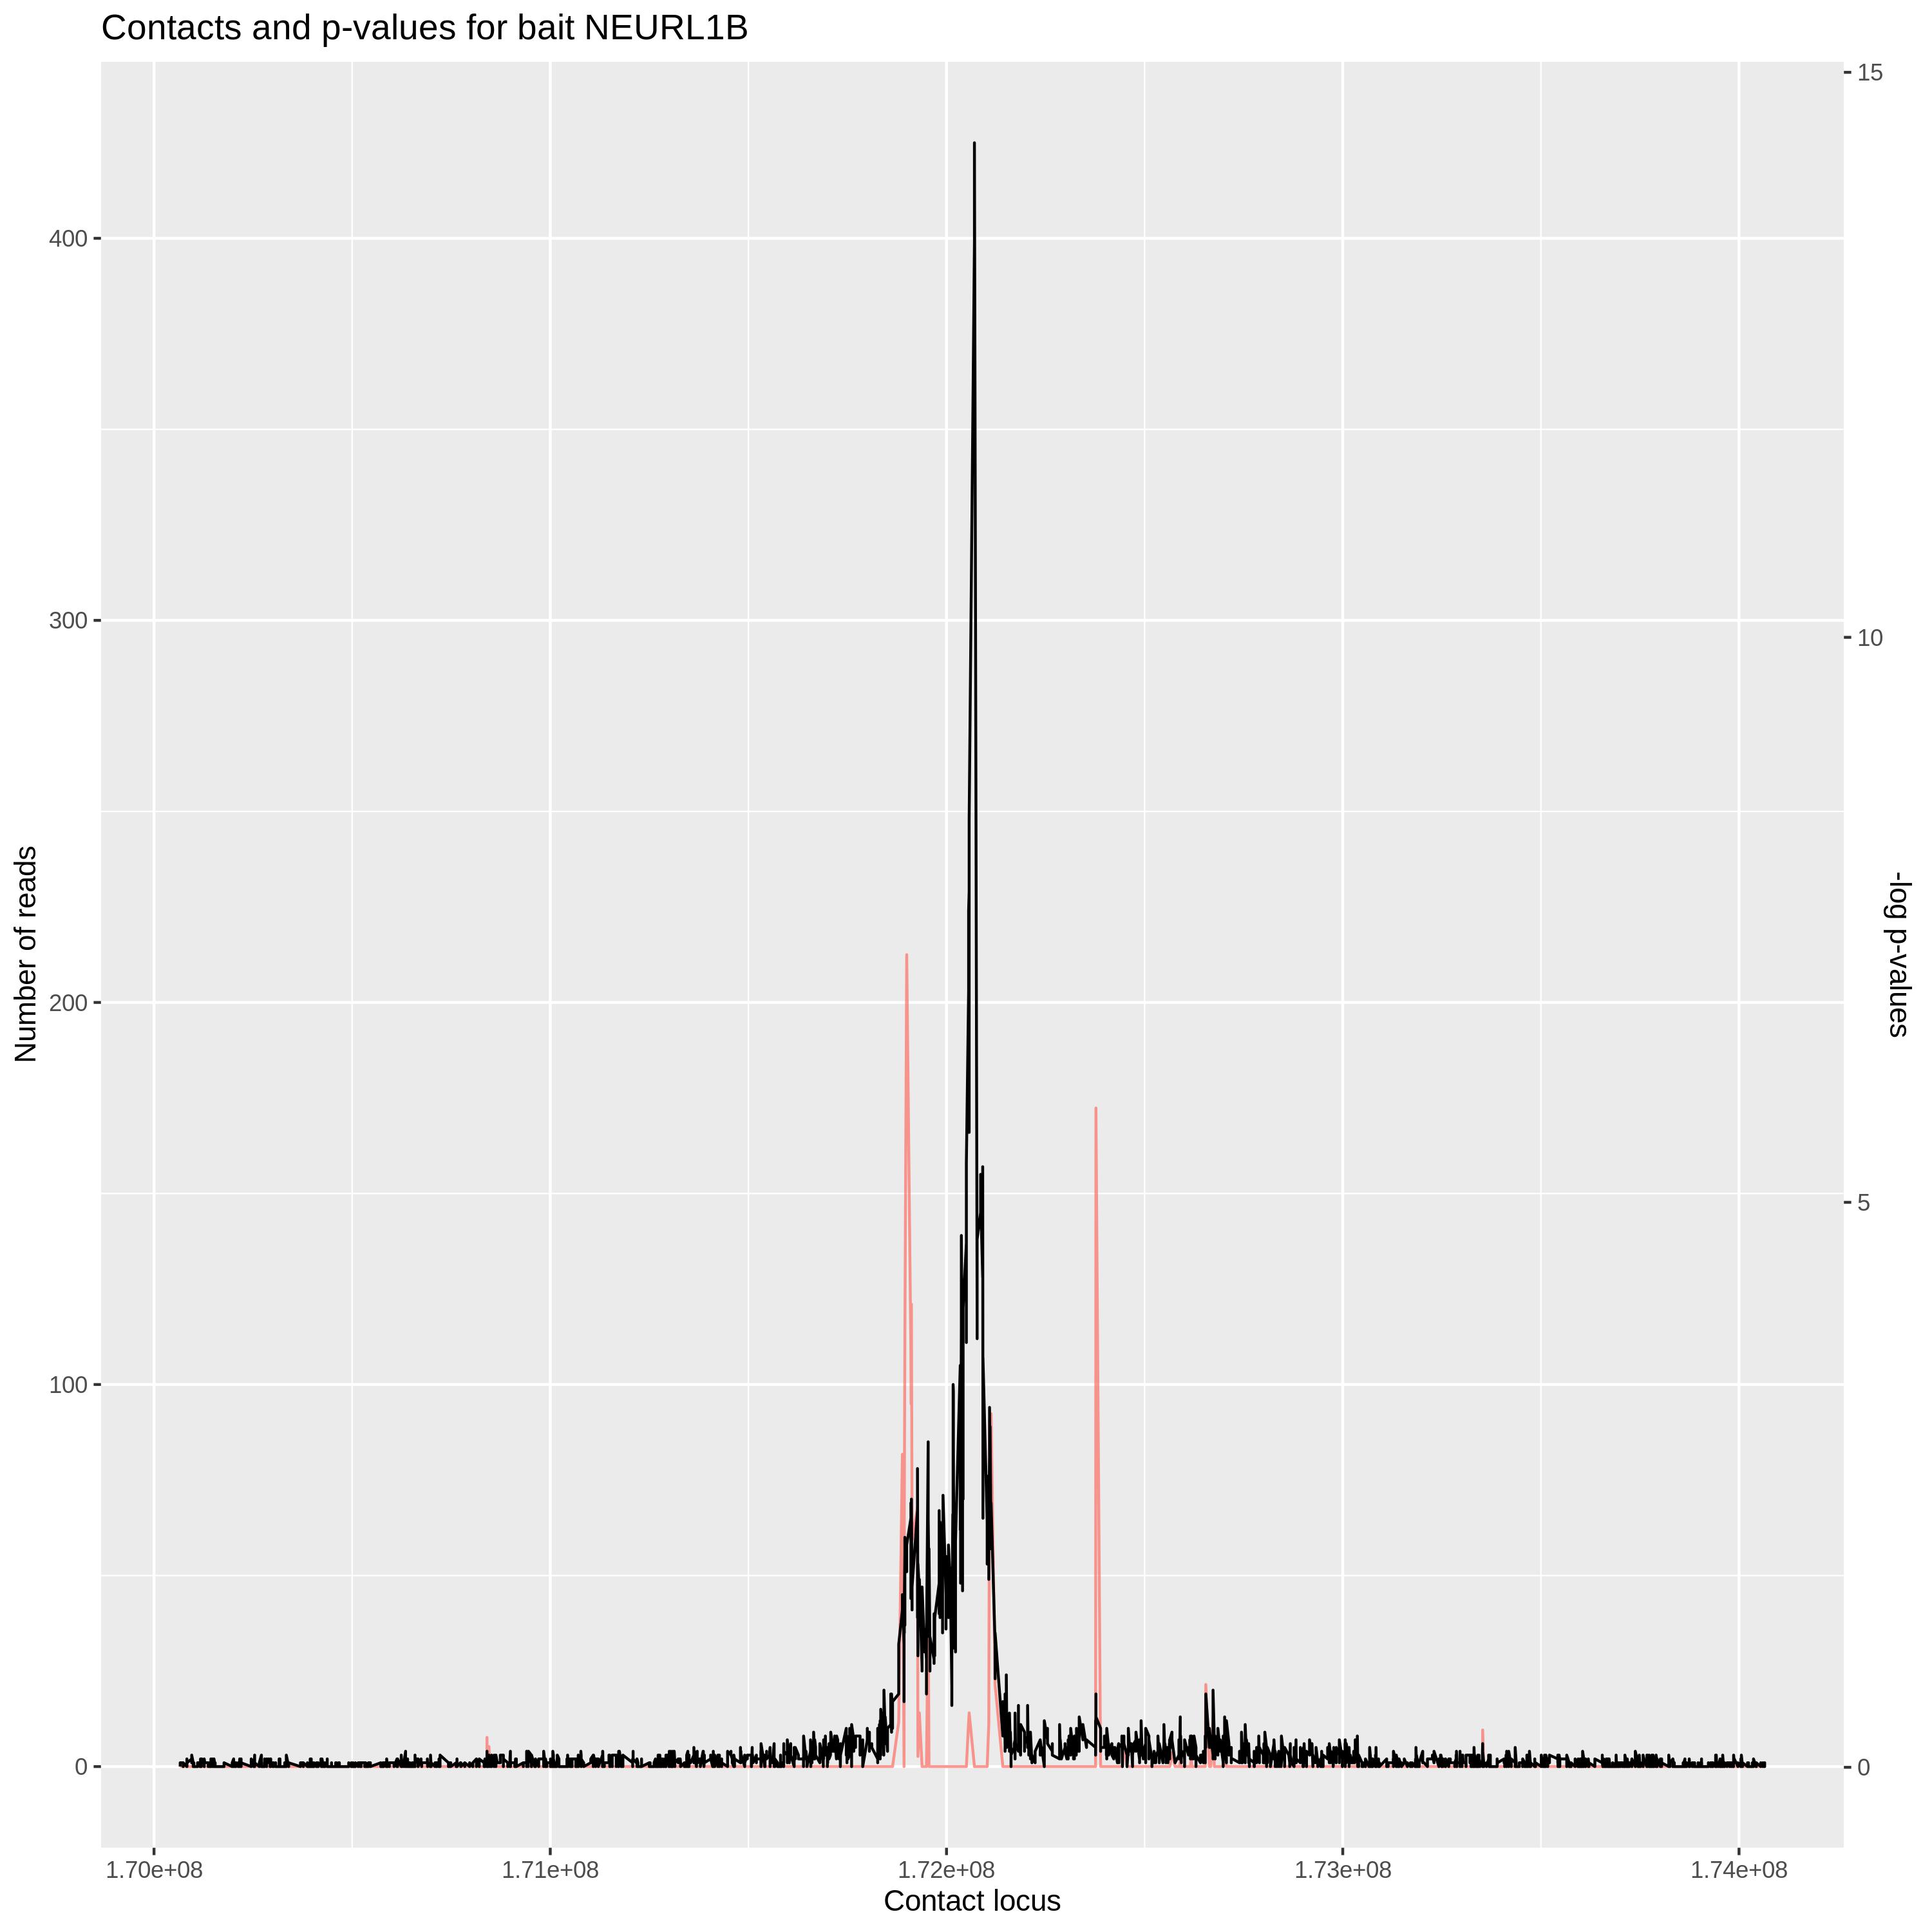 Contacts and p-values for bait NEURL1B
15
400
300
10
Number of reads
-log p-values
200
5
100
0
0
1.70e+08
1.71e+08
1.72e+08
1.73e+08
1.74e+08
Contact locus